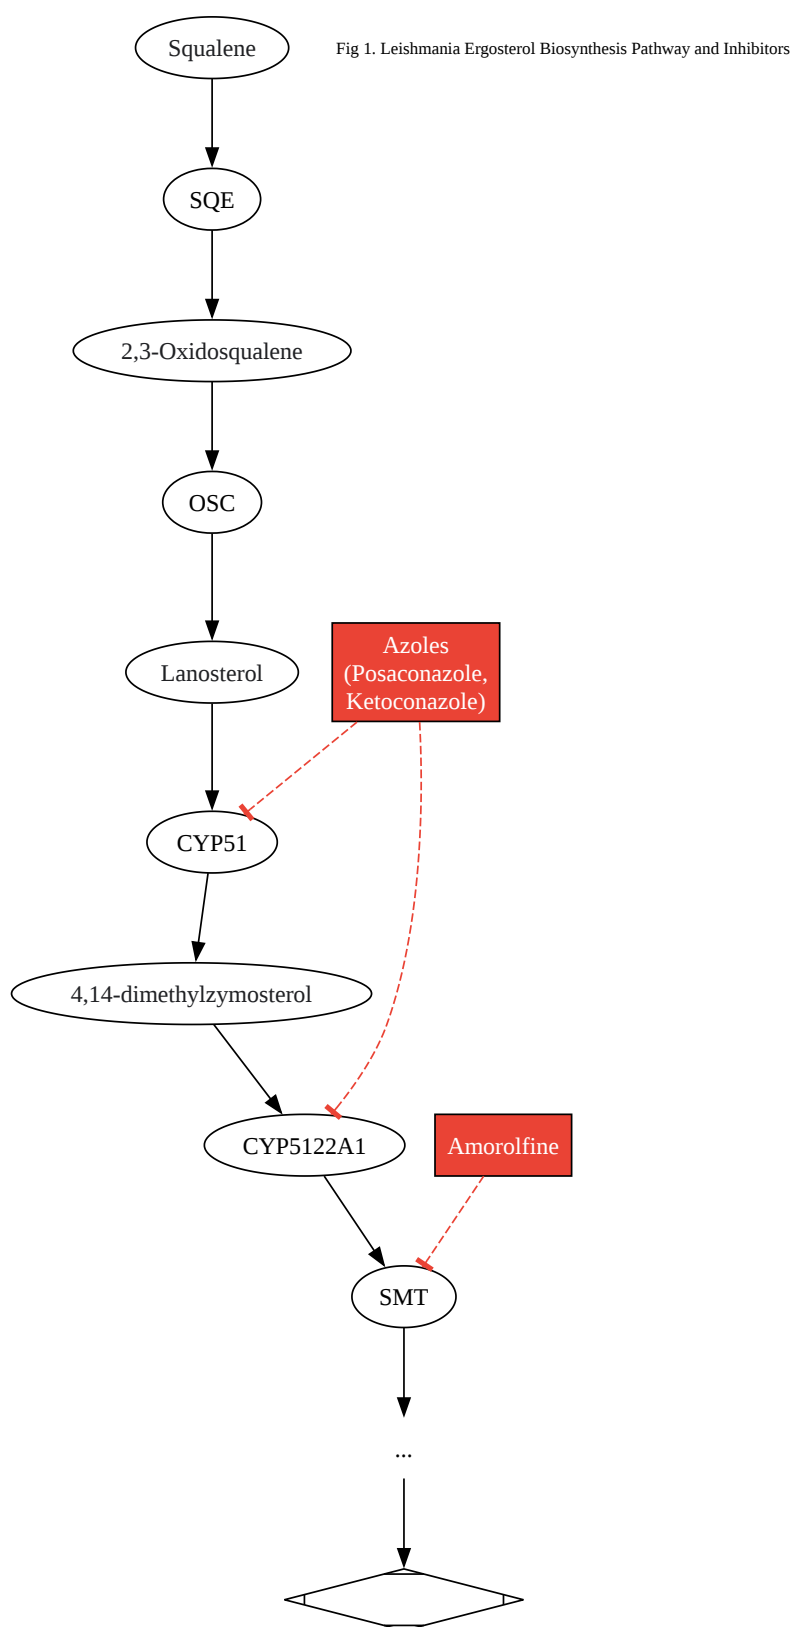 Squalene
Fig 1. Leishmania Ergosterol Biosynthesis Pathway and Inhibitors
SQE
2,3-Oxidosqualene
OSC
Lanosterol
Azoles
(Posaconazole,
Ketoconazole)
CYP51
4,14-dimethylzymosterol
CYP5122A1
Amorolfine
SMT
...